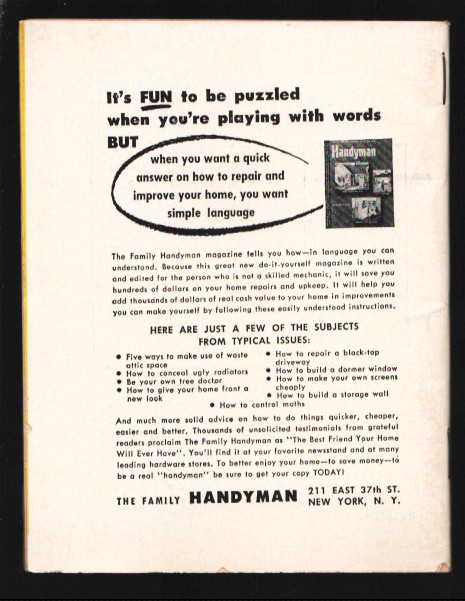 It's FUN to be puzzled
when you're playing with words
BUT
when you want a quick
answer on how to repair and
improve your home, you want
simple language
Handyman
The Family Handyman magazine tells you how—in language you can
understand. Because this great new do-it-yourself magazine is written
and edited for the person who is not a skilled mechanic, it will save you
hundreds of dollars on your home repairs and upkeep. It will help you
add thousands of dollars of real cash value to your home in improvements
you can make yourself by following these easily understood instructions.
HERE ARE JUST A FEW OF THE SUBJECTS
FROM TYPICAL ISSUES:
● Five ways to make use of waste
attic space
● How to conceal ugly radiators
● Be your own tree doctor
● How to give your home front a
new look
● How to repair a black-top
driveway
● How to build a dormer window
● How to make your own screens
cheaply
● How to build a storage wall
● How to control moths
And much more solid advice on how to do things quicker, cheaper,
easier and better. Thousands of unsolicited testimonials from grateful
readers proclaim The Family Handyman as "The Best Friend Your Home
Will Ever Have". You'll find it at your favorite newsstand and at many
leading hardware stores. To better enjoy your home—to save money—to
be a real "handyman" be sure to get your copy TODAY!
THE FAMILY HANDYMAN
211 EAST 37th ST.
NEW YORK, N. Y.